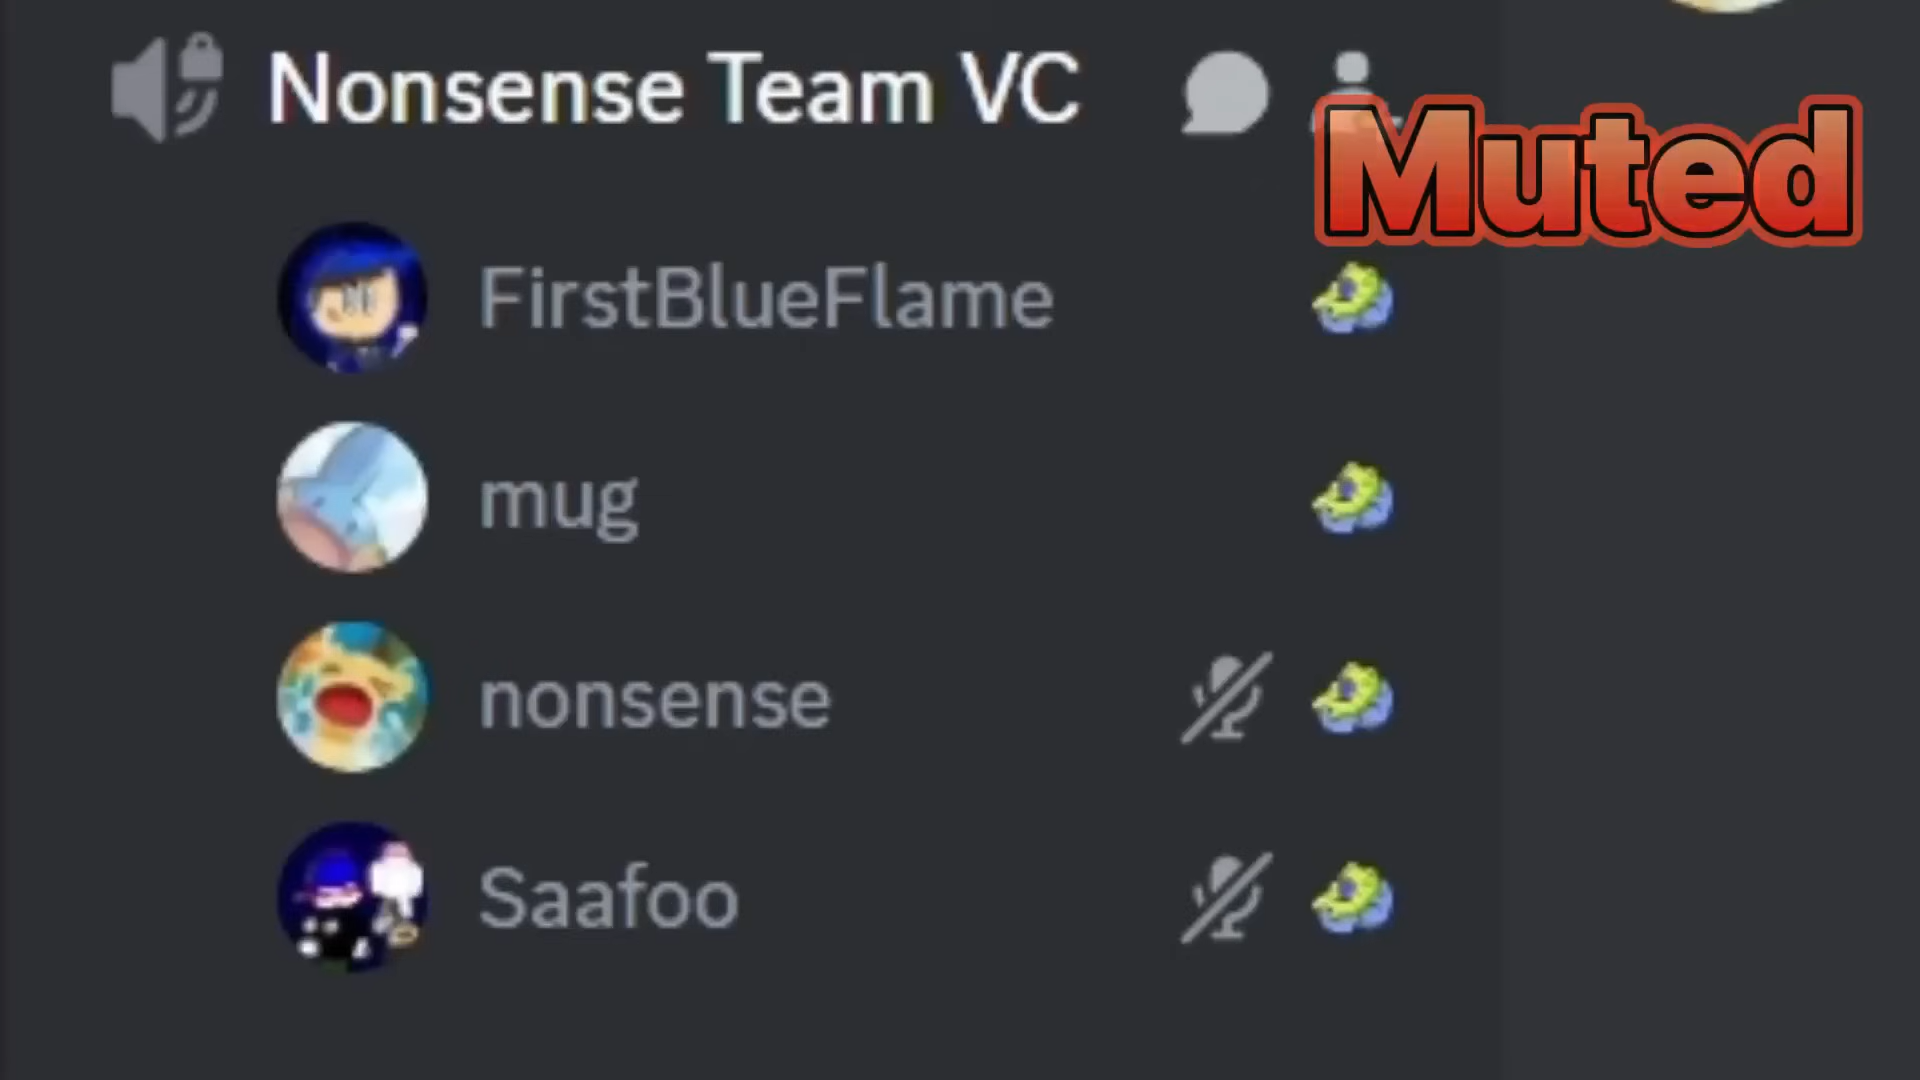 Nonsense Team VC
Muted
FirstBlueFlame
mug
nonsense
Saafoo